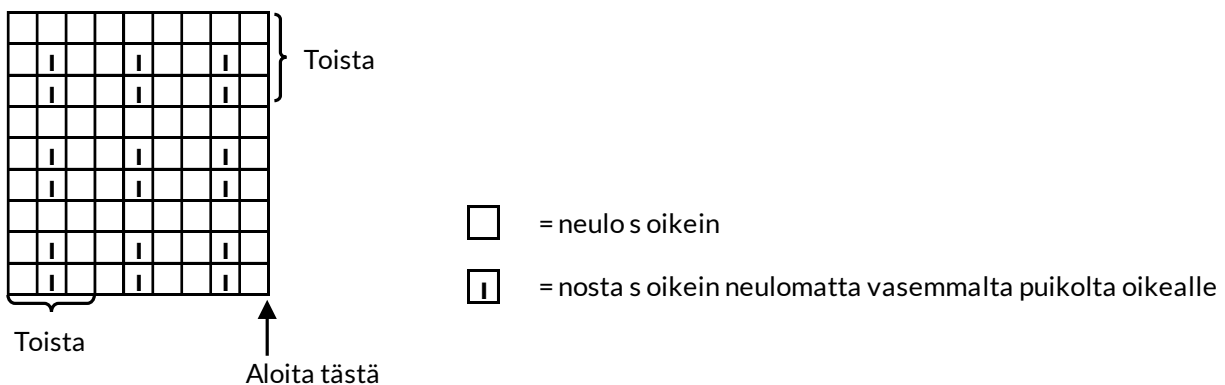 Toista
= neulo s oikein
= nosta s oikein neulomatta vasemmalta puikolta oikealle
Toista
Aloita tästä